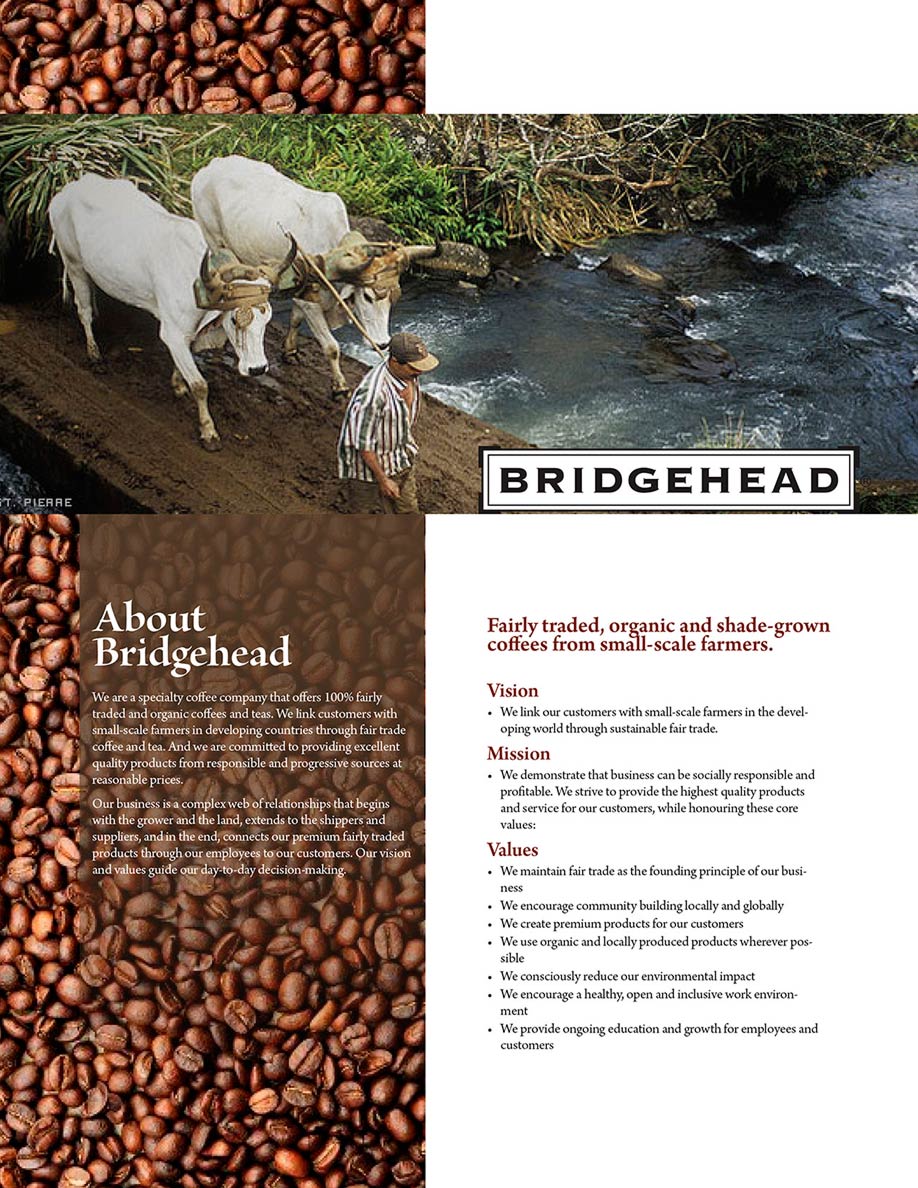 T. PIERRE
BRIDGEHEAD
®
About
Bridgehead
We are a specialty coffee company that offers 100% fairly
traded and organic coffees and teas. We link customers with
small-scale farmers in developing countries through fair trade
coffee and tea. And we are committed to providing excellent
quality products from responsible and progressive sources at
reasonable prices.
Our business is a complex web of relationships that begins
with the grower and the land, extends to the shippers and
suppliers, and in the end, connects our premium fairly traded
products through our employees to our customers. Our vision
and values guide our day-to-day decision-making.
Fairly traded, organic and shade-grown
coffees from small-scale farmers.
Vision
• We link our customers with small-scale farmers in the devel-
oping world through sustainable fair trade.
Mission
• We demonstrate that business can be socially responsible and
profitable. We strive to provide the highest quality products
and service for our customers, while honouring these core
values:
Values
• We maintain fair trade as the founding principle of our busi-
ness
• We encourage community building locally and globally
• We create premium products for our customers
• We use organic and locally produced products wherever pos-
sible
• We consciously reduce our environmental impact
• We encourage a healthy, open and inclusive work environ-
ment
• We provide ongoing education and growth for employees and
customers